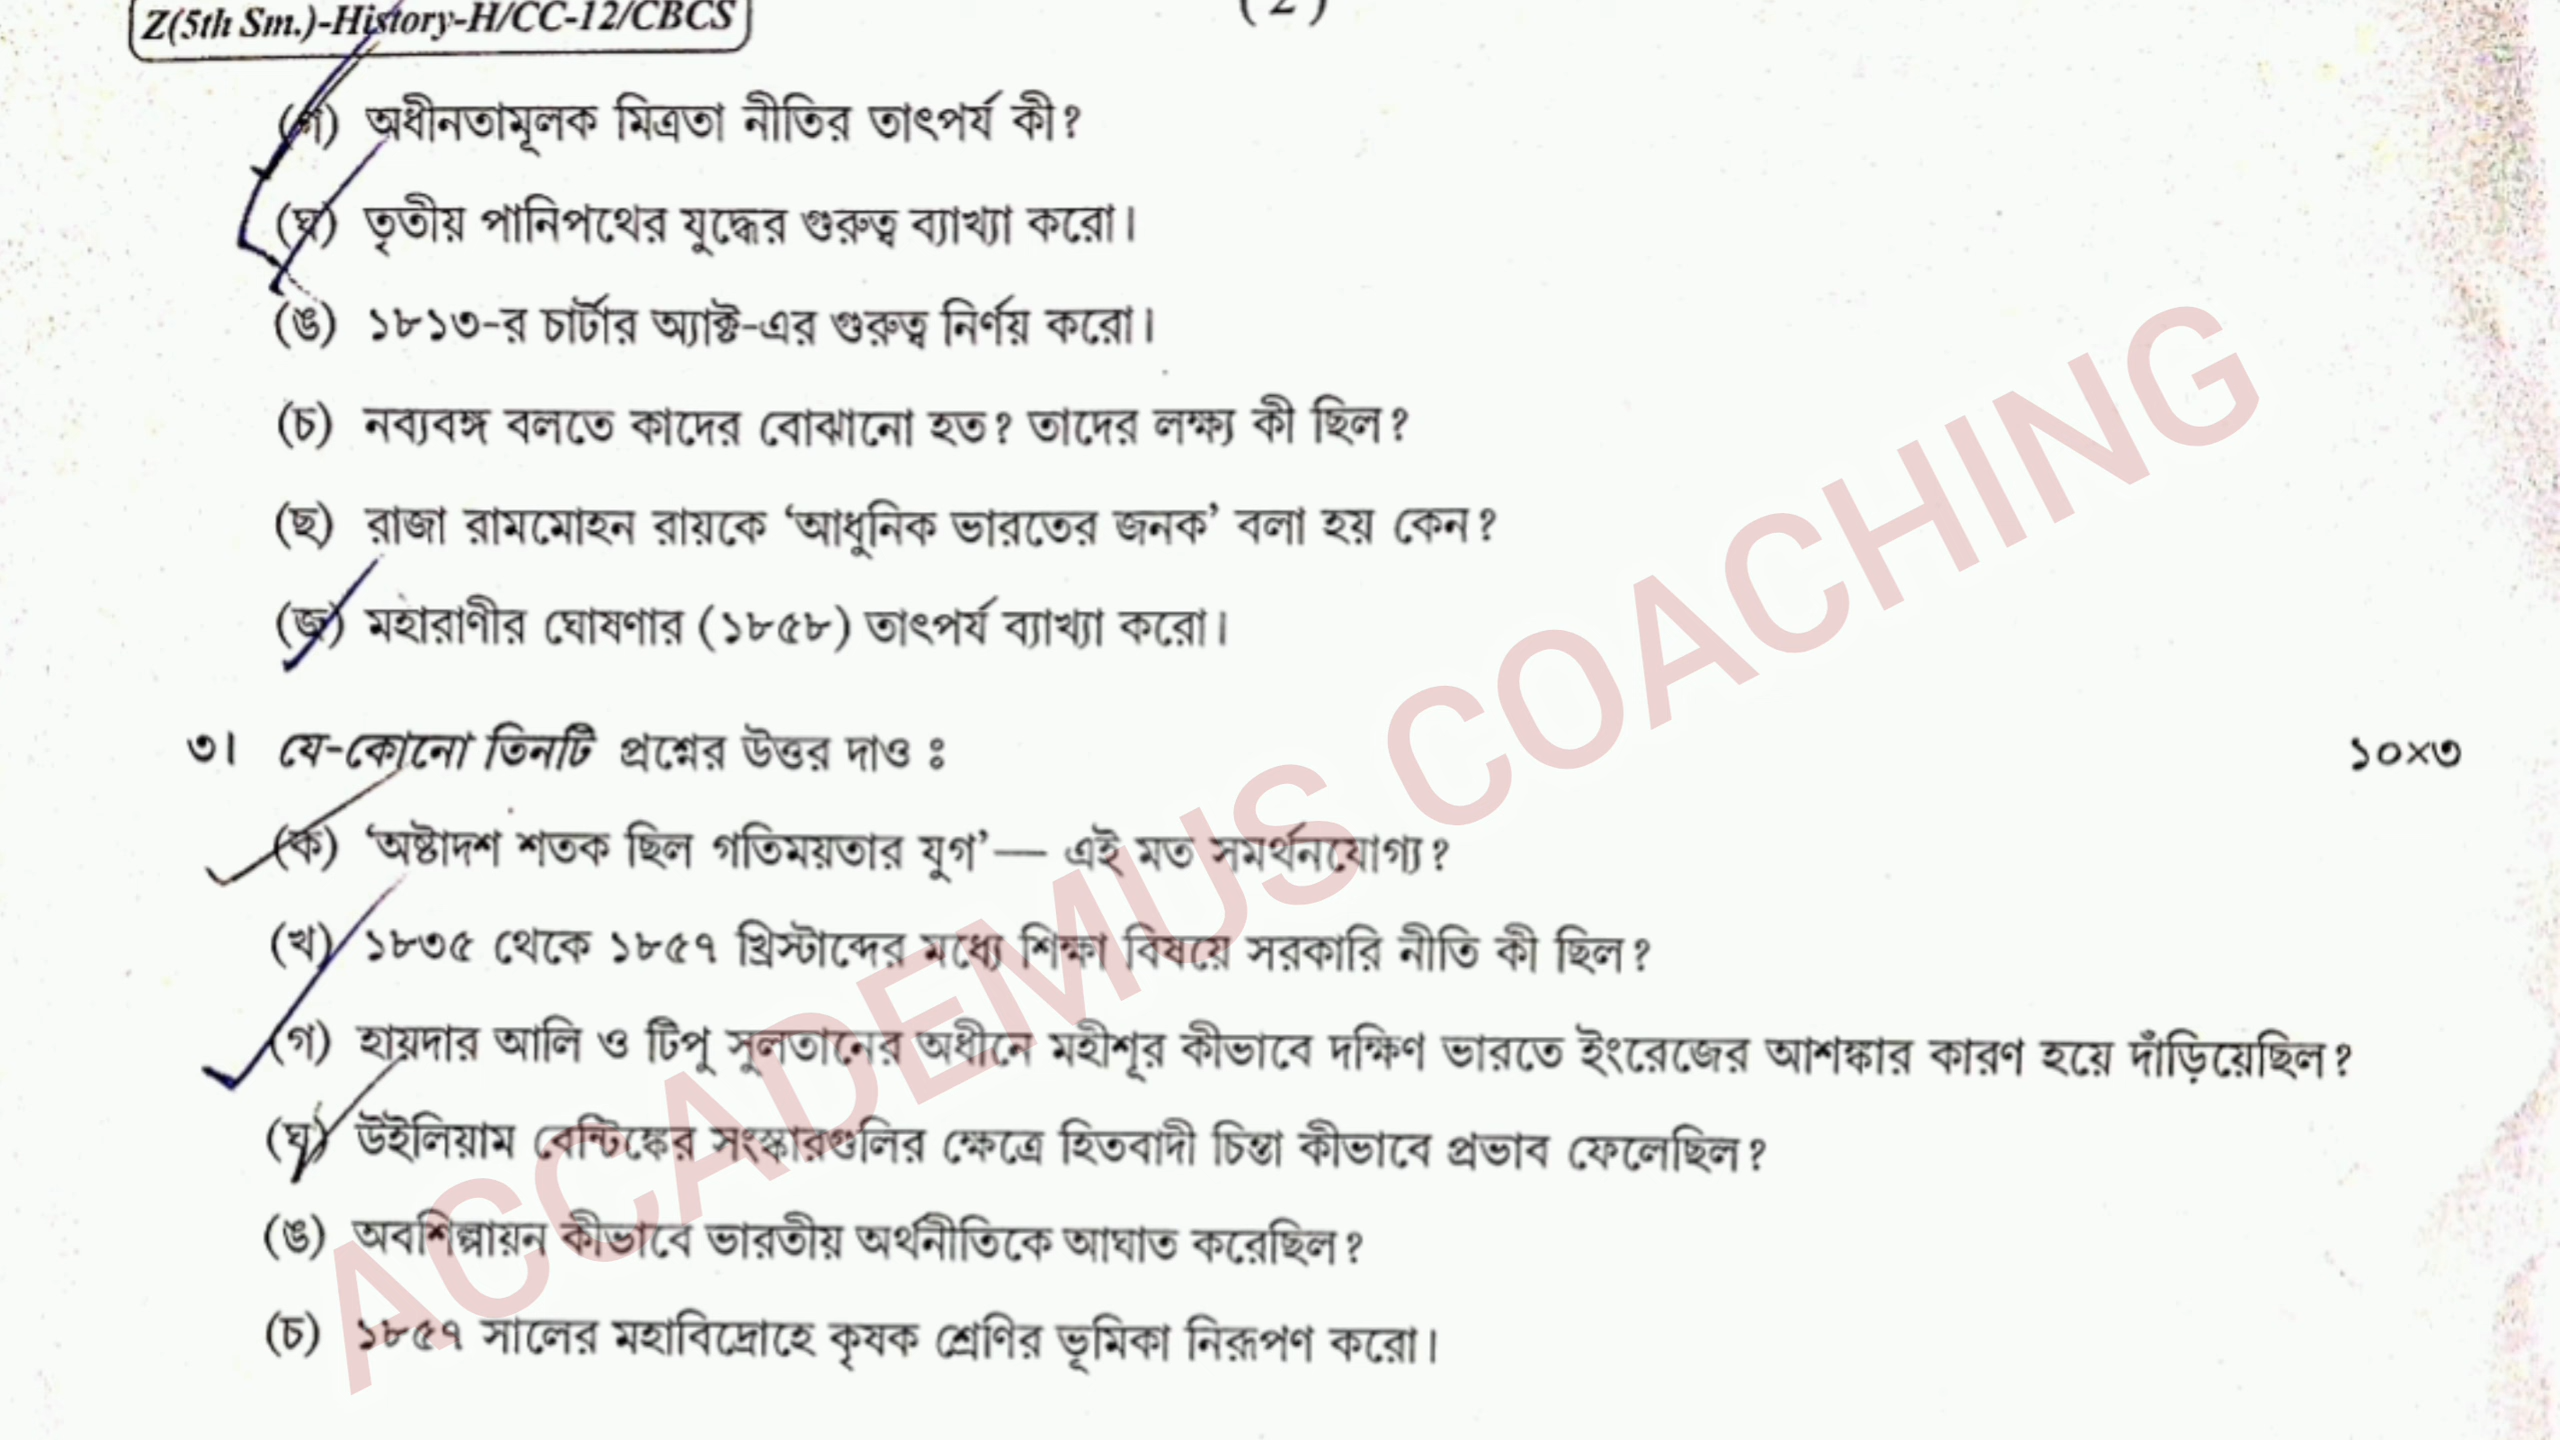 Z(5th Sm.)-History-H/CC-12/CBCS (2)
(গ) অধীনতামূলক মিত্রতা নীতির তাৎপর্য কী?
(ঘ) তৃতীয় পানিপথের যুদ্ধের গুরুত্ব ব্যাখ্যা করো।
(ঙ) ১৮১৩-র চার্টার অ্যাক্ট-এর গুরুত্ব নির্ণয় করো।
(চ) নব্যবঙ্গ বলতে কাদের বোঝানো হত? তাদের লক্ষ্য কী ছিল?
(ছ) রাজা রামমোহন রায়কে ‘আধুনিক ভারতের জনক’ বলা হয় কেন?
(জ) মহারাণীর ঘোষণার (১৮৫৮) তাৎপর্য ব্যাখ্যা করো।
৩। যে-কোনো তিনটি প্রশ্নের উত্তর দাও ঃ ১০×৩
(ক) ‘অষ্টাদশ শতক ছিল গতিময়তার যুগ’— এই মত সমর্থনযোগ্য?
(খ) ১৮৩৫ থেকে ১৮৫৭ খ্রিস্টাব্দের মধ্যে শিক্ষা বিষয়ে সরকারি নীতি কী ছিল?
(গ) হায়দার আলি ও টিপু সুলতানের অধীনে মহীশূর কীভাবে দক্ষিণ ভারতে ইংরেজের আশঙ্কার কারণ হয়ে দাঁড়িয়েছিল?
(ঘ) উইলিয়াম বেন্টিঙ্কের সংস্কারগুলির ক্ষেত্রে হিতবাদী চিন্তা কীভাবে প্রভাব ফেলেছিল?
(ঙ) অবশিল্পায়ন কীভাবে ভারতীয় অর্থনীতিকে আঘাত করেছিল?
(চ) ১৮৫৭ সালের মহাবিদ্রোহে কৃষক শ্রেণির ভূমিকা নিরূপণ করো।
ACCADEMUS COACHING